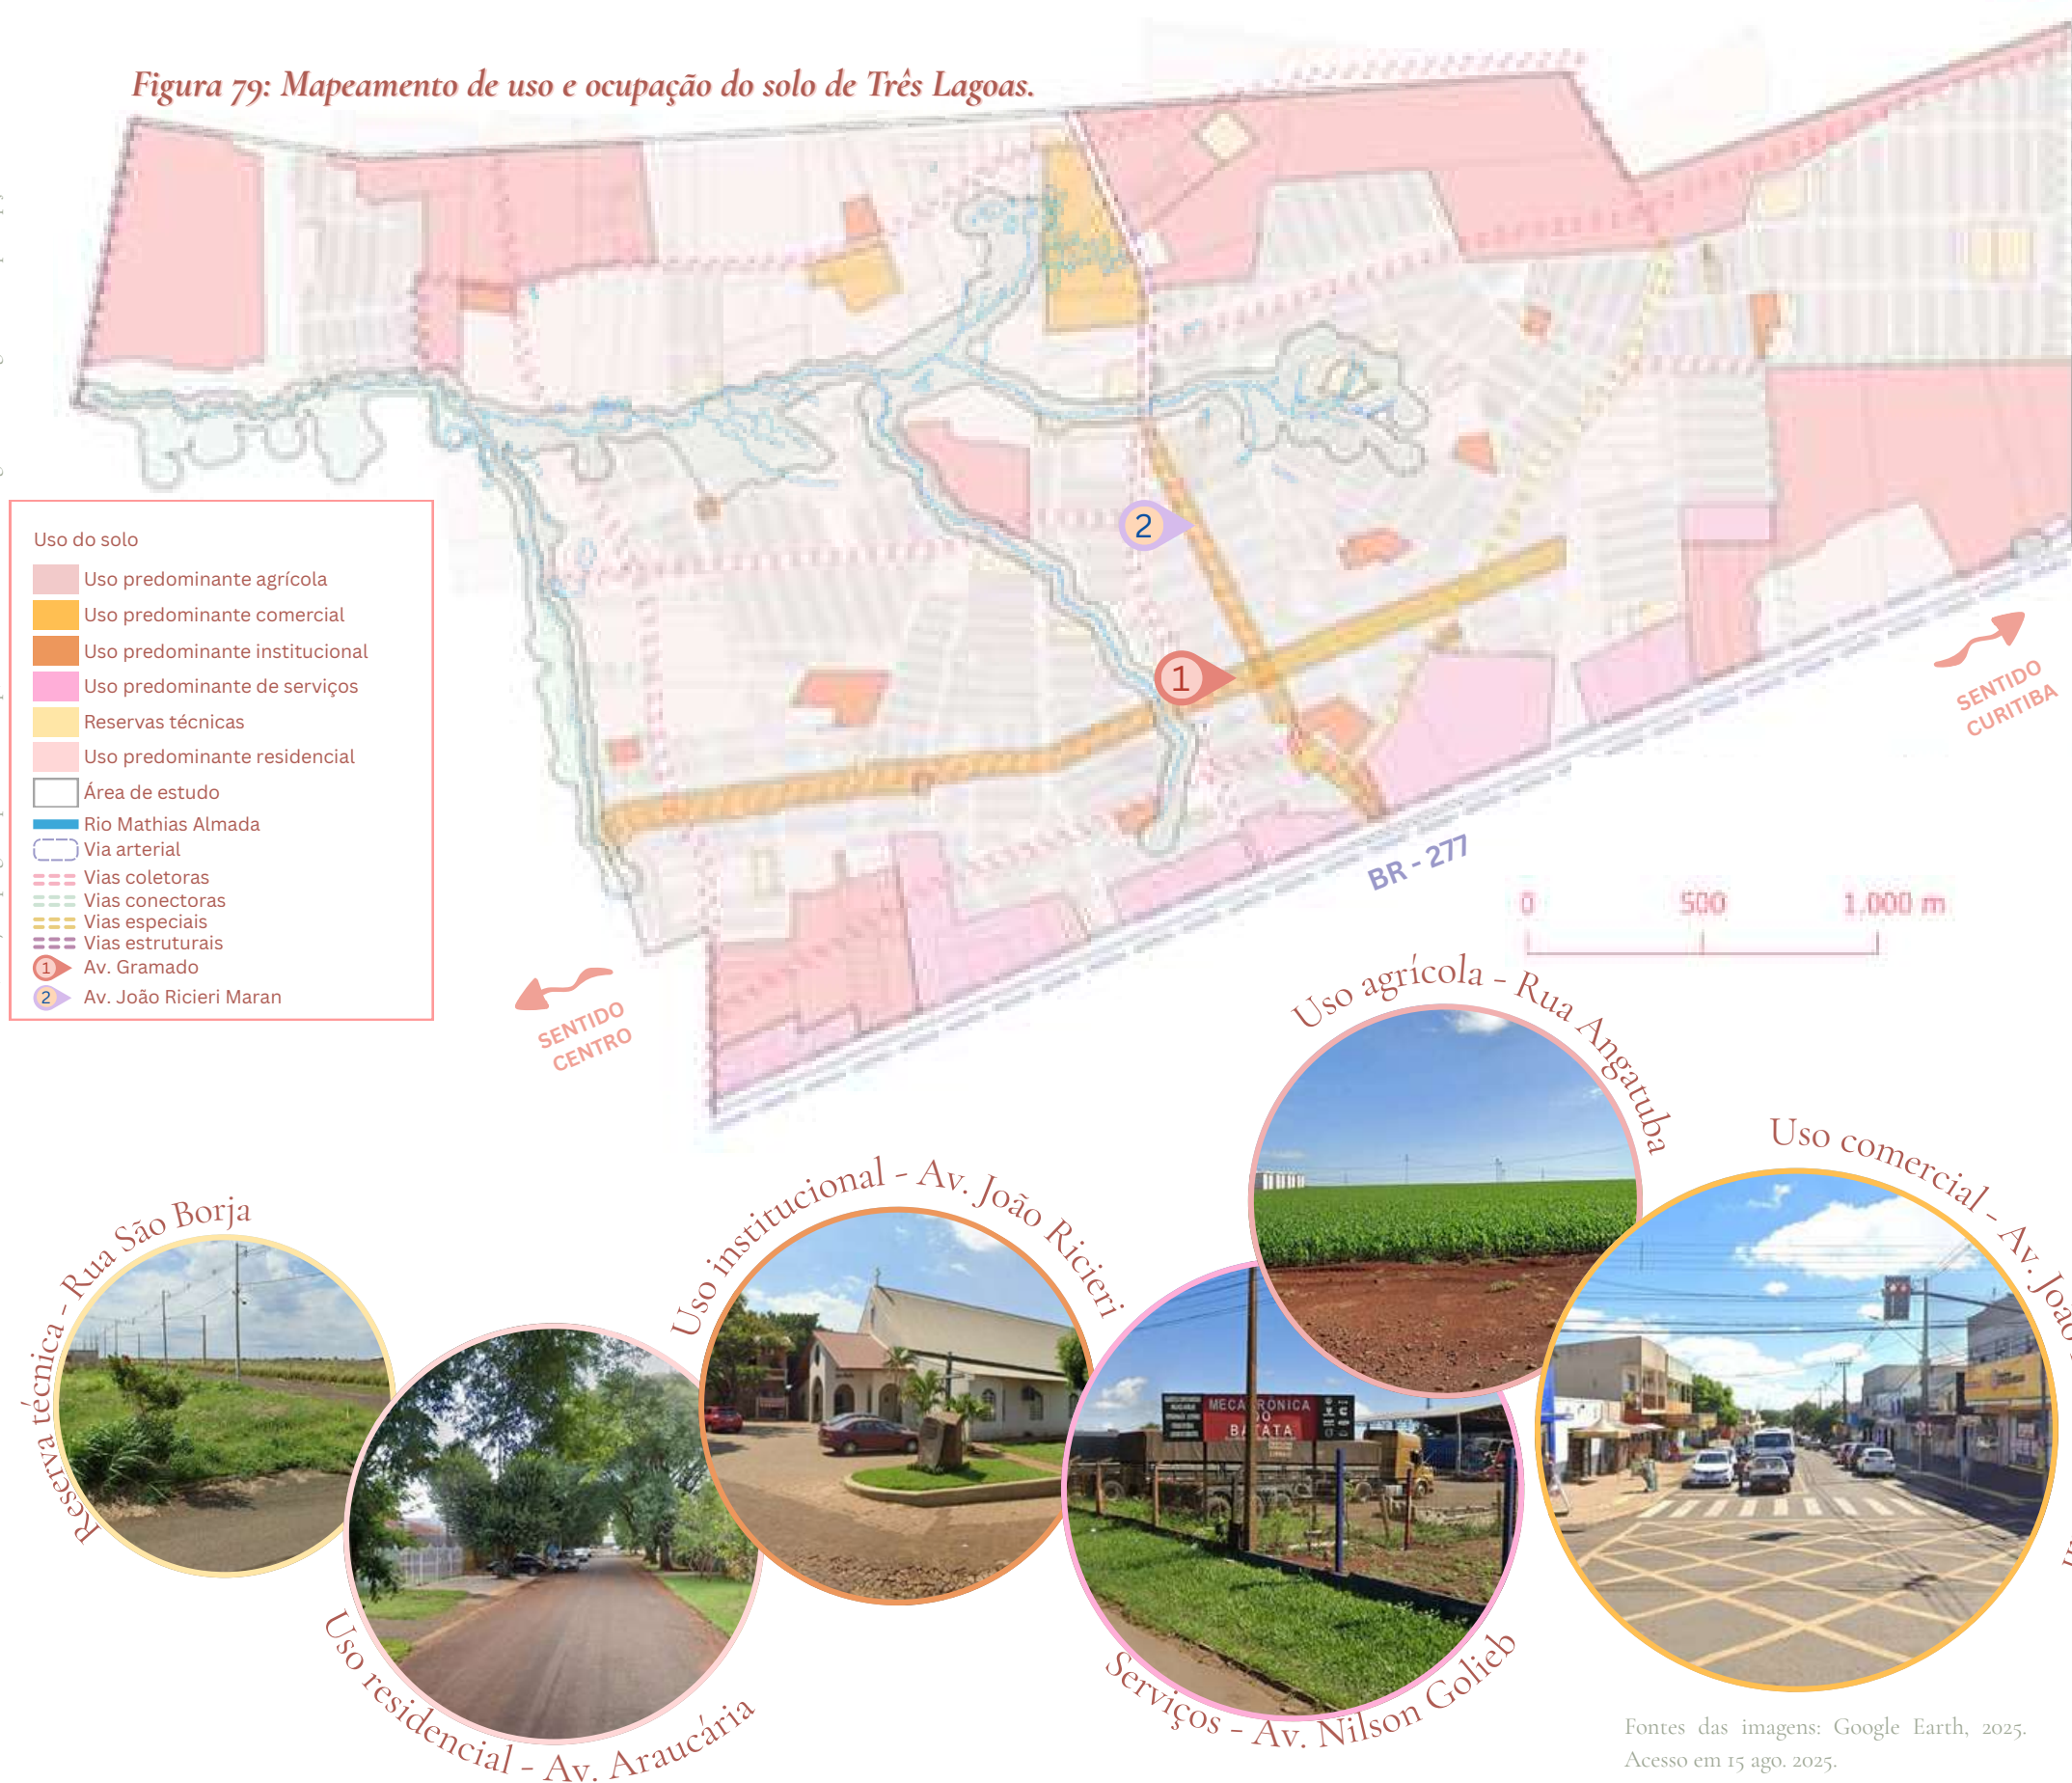 Figura 79: Mapeamento de uso e ocupação do solo de Três Lagoas.
2
1
Uso do solo
Uso predominante agrícola
Uso predominante comercial
Uso predominante institucional
Uso predominante de serviços
Reservas técnicas
Uso predominante residencial
Área de estudo
Rio Mathias Almada
Via arterial
Vias coletoras
Vias conectoras
Vias especiais
Vias estruturais
1 Av. Gramado
2 Av. João Ricieri Maran
SENTIDO
CURITIBA
BR - 277
0 500 1.000 m
SENTIDO
CENTRO
Uso agrícola - Rua Angatuba
Uso comercial - Av. João
Uso institucional - Av. João Ricieri
Reserva técnica - Rua São Borja
MECATRÔNICA
DO
BATATA
Uso residencial - Av. Araucária
Serviços - Av. Nilson Golieb
Fontes das imagens: Google Earth, 2025.
Acesso em 15 ago. 2025.